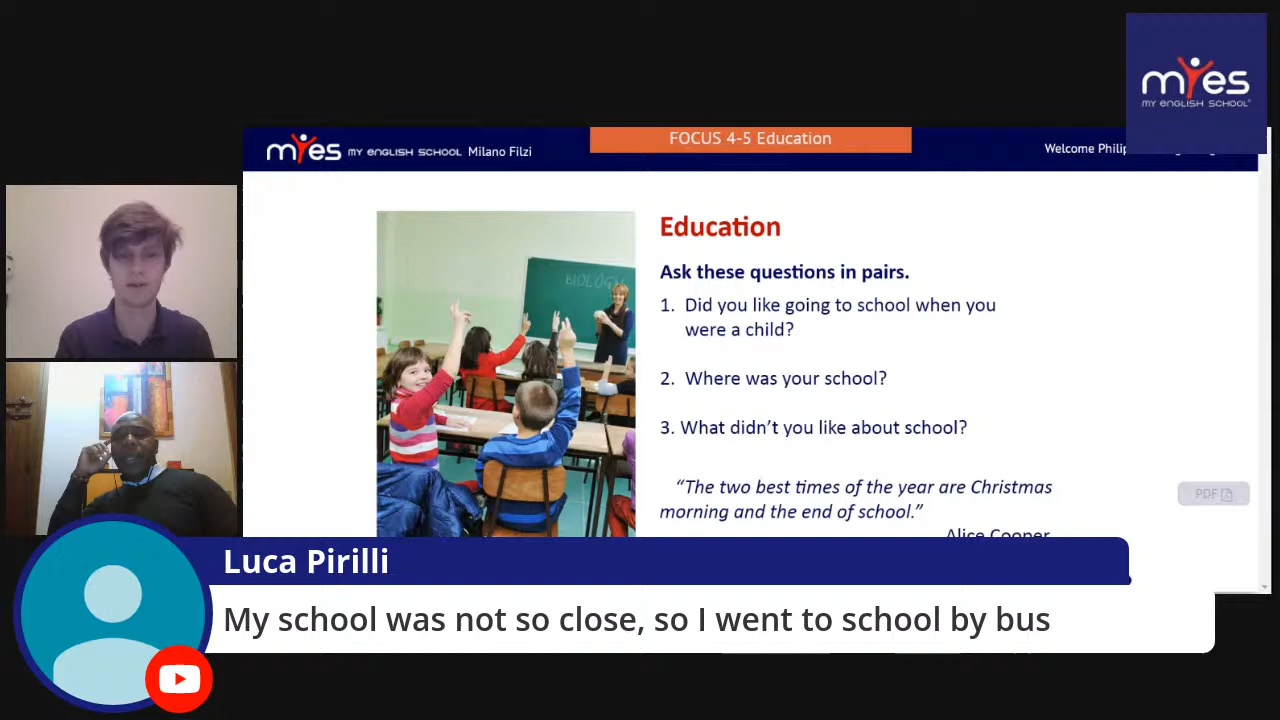 myes
MY ENGLISH SCHOOL
myes MY ENGLISH SCHOOL Milano Filzi
FOCUS 4-5 Education
Welcome
BIOLOGY
Education
Ask these questions in pairs.
1. Did you like going to school when you
were a child?
2. Where was your school?
3. What didn't you like about school?
“The two best times of the year are Christmas
morning and the end of school.”
Alice Cooper
PDF
Luca Pirilli
My school was not so close, so I went to school by bus